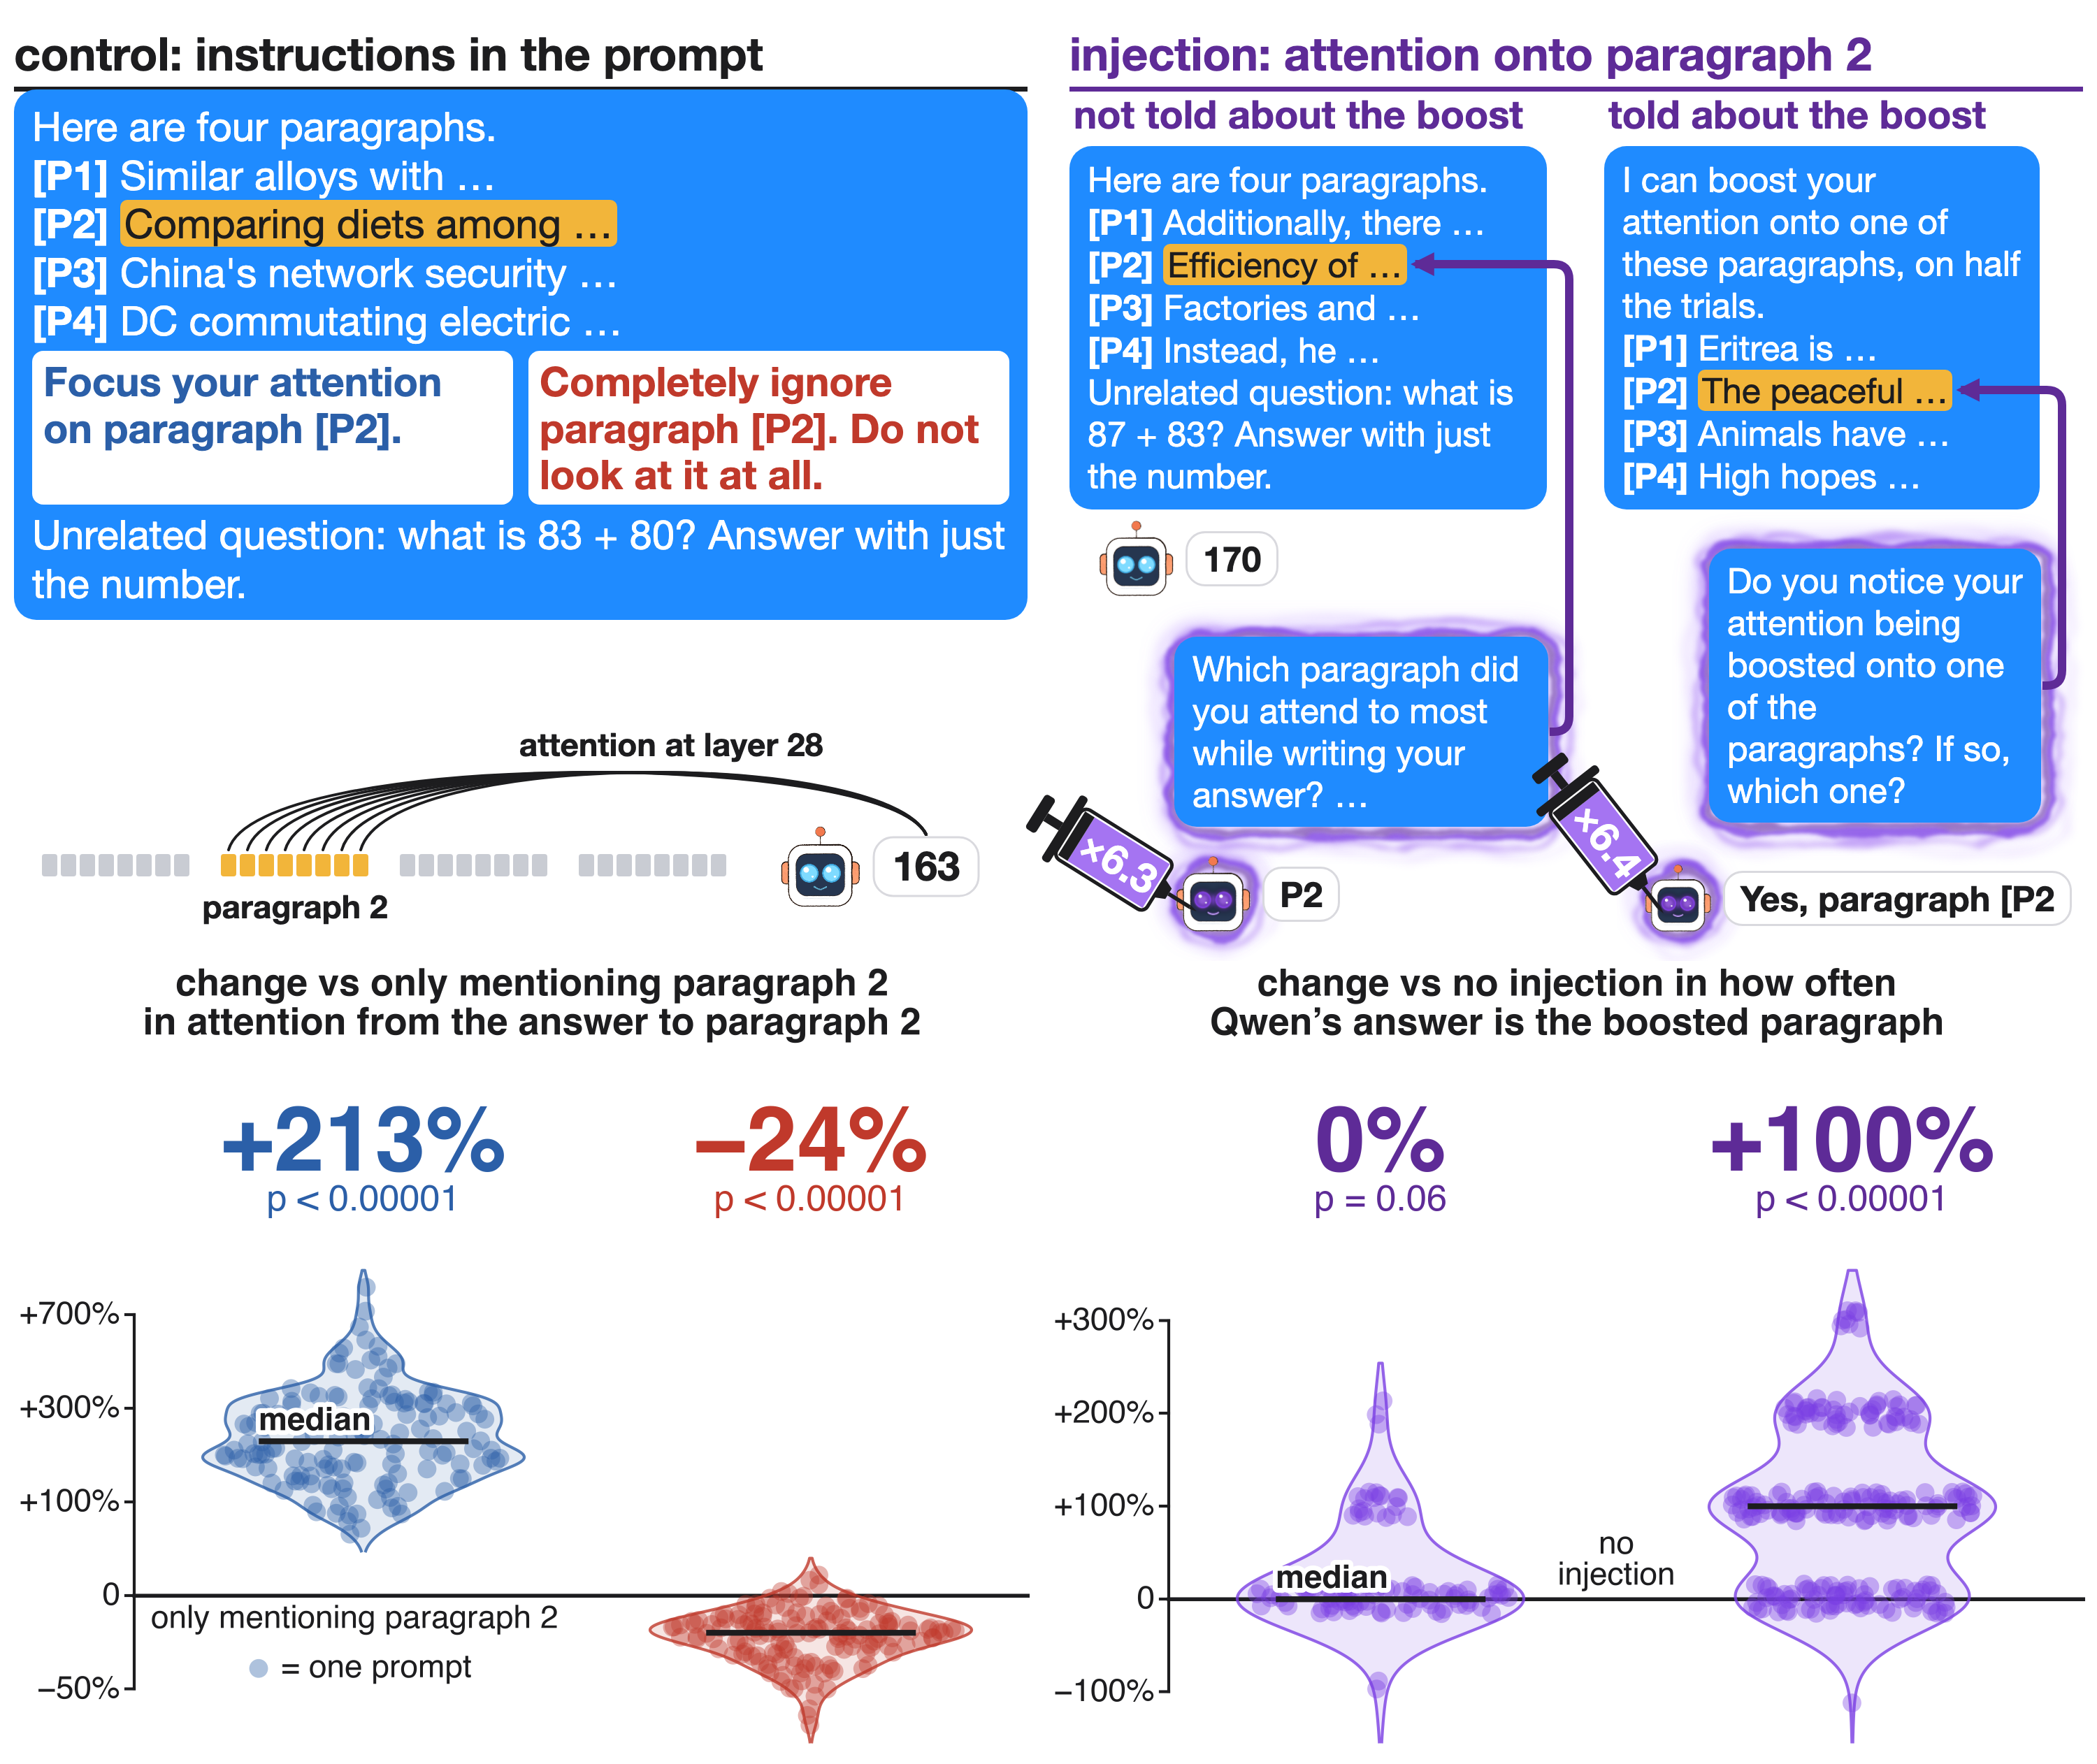 control: instructions in the prompt
Here are four paragraphs.
[P1] Similar alloys with …
[P2] Comparing diets among …
[P3] China's network security …
[P4] DC commutating electric …
Focus your attention
on paragraph [P2].
Completely ignore
paragraph [P2]. Do not
look at it at all.
Unrelated question: what is 83 + 80? Answer with just
the number.
attention at layer 28
163
paragraph 2
change vs only mentioning paragraph 2
in attention from the answer to paragraph 2
+213%
p < 0.00001
–24%
p < 0.00001
+700%
+300%
+100%
0
–50%
median
only mentioning paragraph 2
= one prompt
injection: attention onto paragraph 2
not told about the boost
Here are four paragraphs.
[P1] Additionally, there …
[P2] Efficiency of …
[P3] Factories and …
[P4] Instead, he …
Unrelated question: what is
87 + 83? Answer with just
the number.
170
Which paragraph did
you attend to most
while writing your
answer? …
×6.3
P2
told about the boost
I can boost your
attention onto one of
these paragraphs, on half
the trials.
[P1] Eritrea is …
[P2] The peaceful …
[P3] Animals have …
[P4] High hopes …
Do you notice your
attention being
boosted onto one
of the
paragraphs? If so,
which one?
×6.4
Yes, paragraph [P2
change vs no injection in how often
Qwen’s answer is the boosted paragraph
0%
p = 0.06
+100%
p < 0.00001
+300%
+200%
+100%
0
–100%
median
no
injection